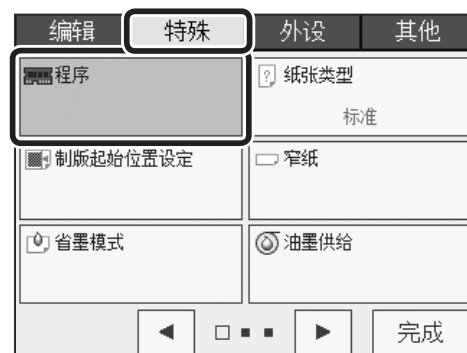 编辑 特殊 外设 其他
程序 纸张类型
标准
制版起始位置设定 窄纸
省墨模式 油墨供给
完成